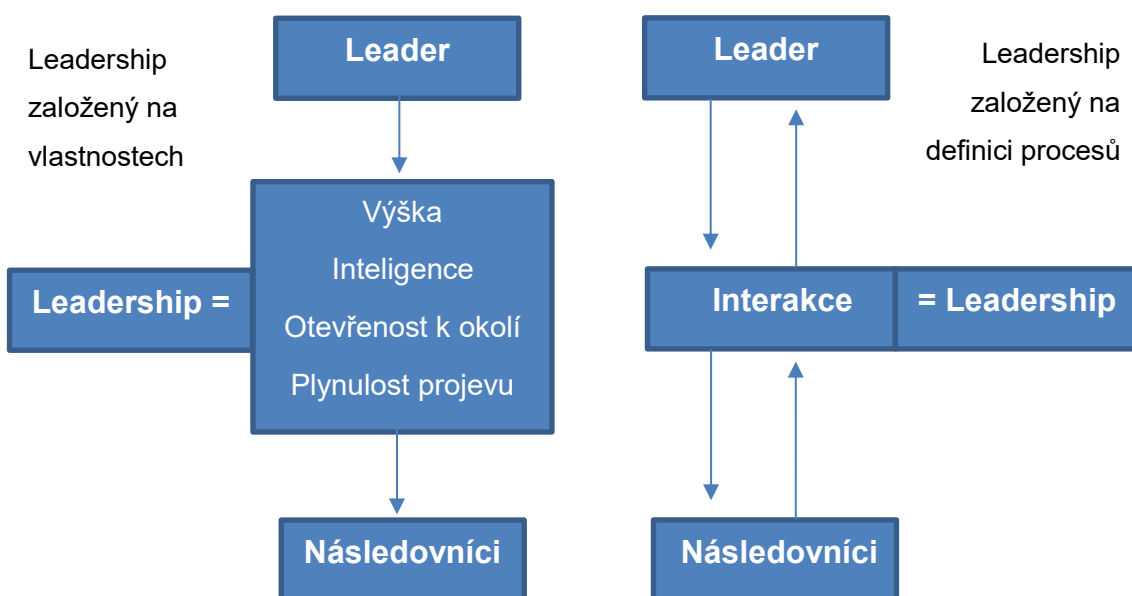 Leadership
založený na
vlastnostech
Leader
Leadership =
Výška
Inteligence
Otevřenost k okolí
Plynulost projevu
Následovníci
Leader
Leadership
založený na
definici procesů
Interakce
= Leadership
Následovníci